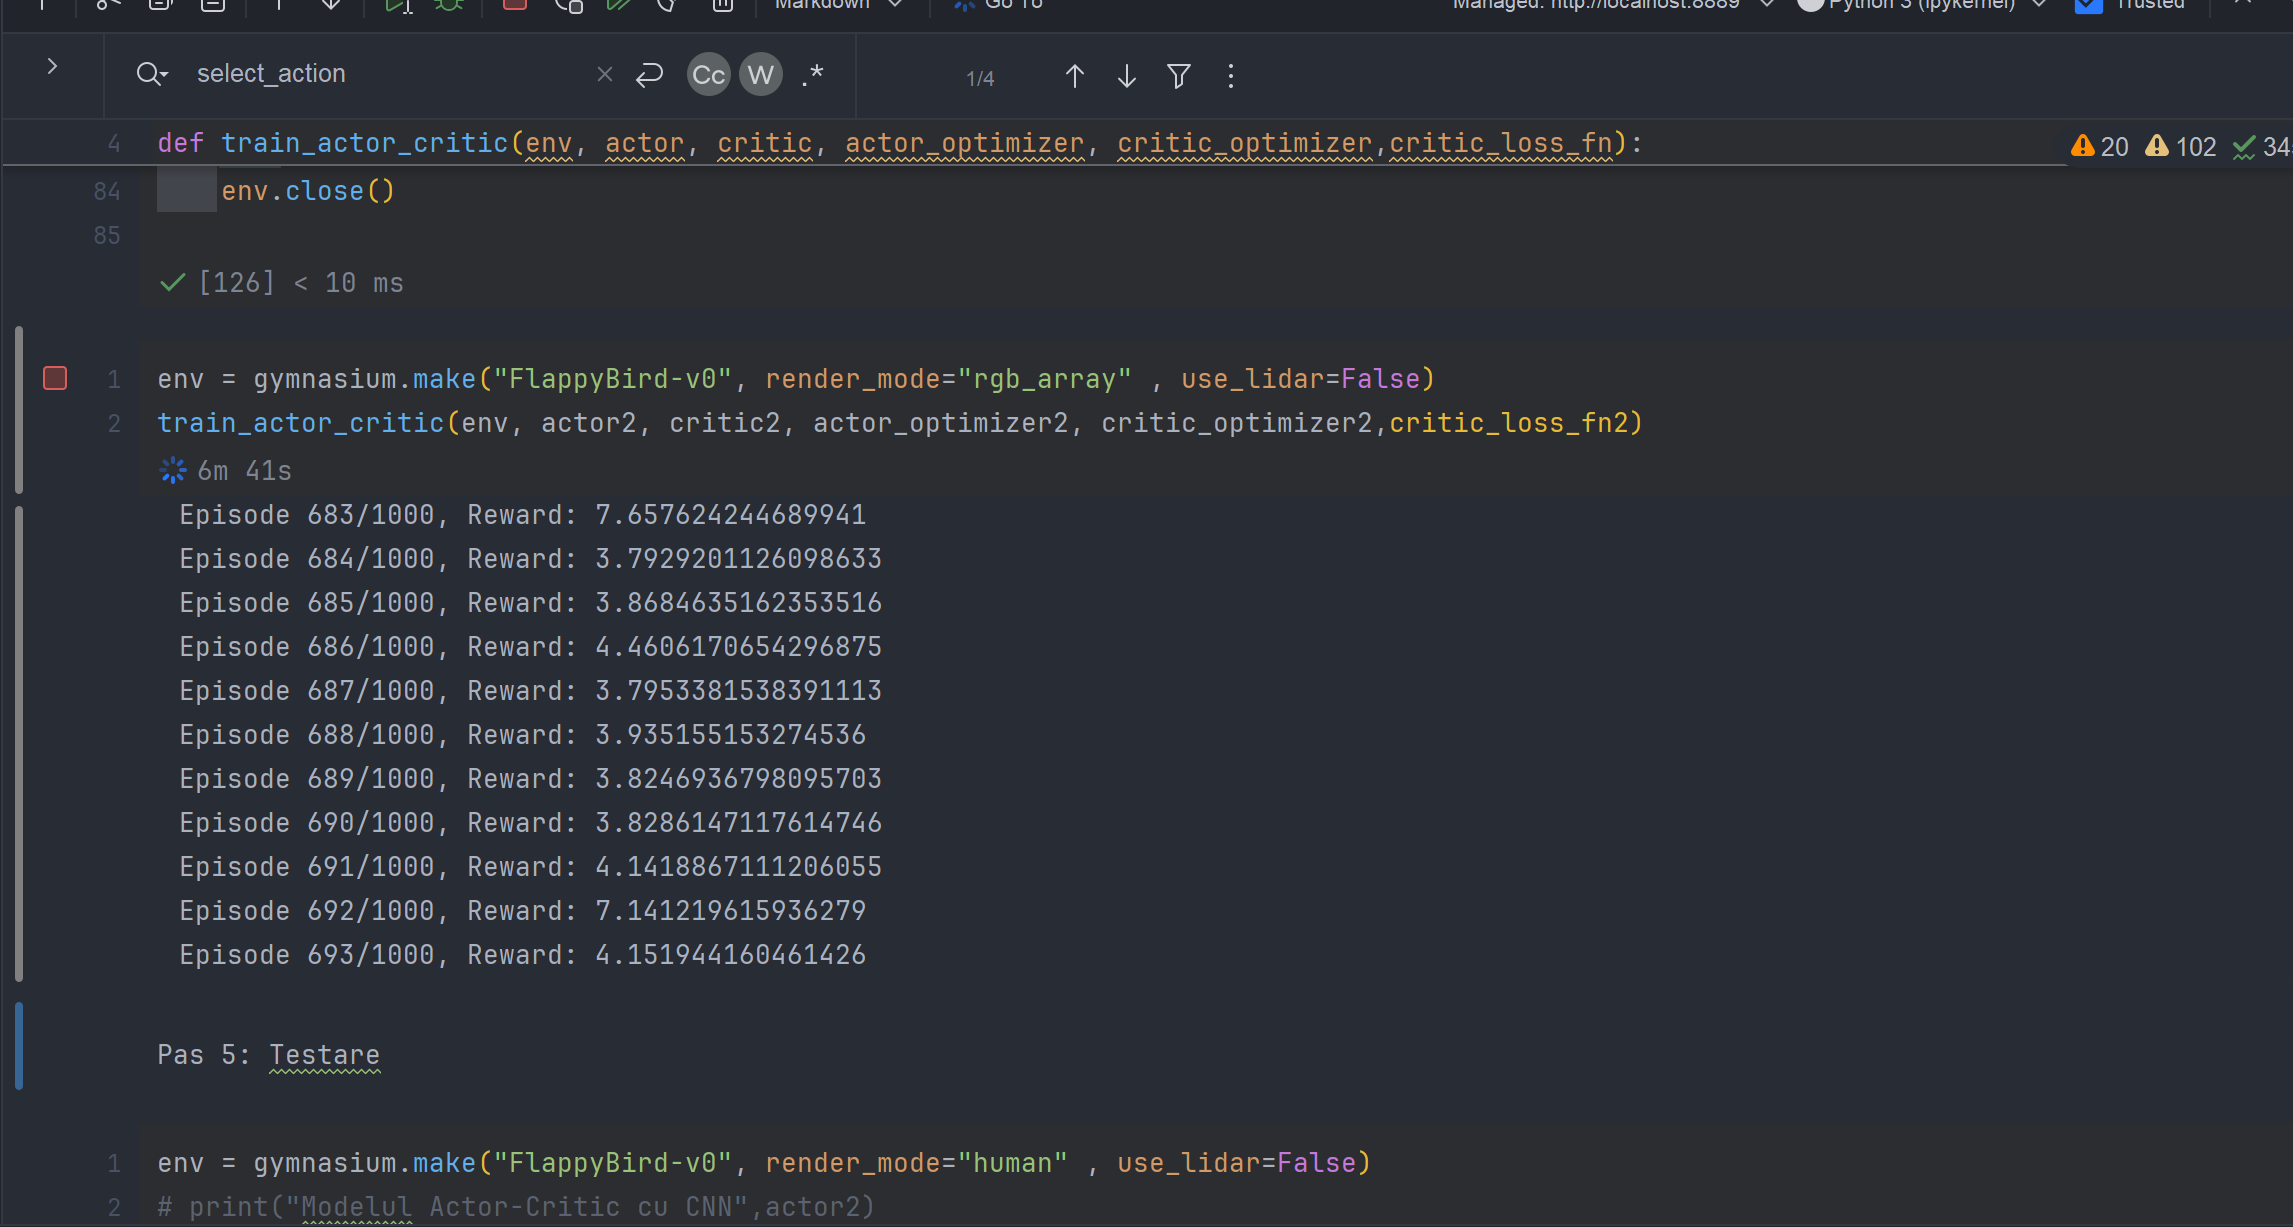 Markdown
Go To
Managed: http://localhost:8889
Python 3 (ipykernel)
Trusted
select_action
Cc W .*
1/4
4 def train_actor_critic(env, actor, critic, actor_optimizer, critic_optimizer,critic_loss_fn):
20 102 34
84 env.close()
85
[126] < 10 ms
1 env = gymnasium.make("FlappyBird-v0", render_mode="rgb_array" , use_lidar=False)
2 train_actor_critic(env, actor2, critic2, actor_optimizer2, critic_optimizer2,critic_loss_fn2)
6m 41s
Episode 683/1000, Reward: 7.657624244689941
Episode 684/1000, Reward: 3.7929201126098633
Episode 685/1000, Reward: 3.8684635162353516
Episode 686/1000, Reward: 4.4606170654296875
Episode 687/1000, Reward: 3.7953381538391113
Episode 688/1000, Reward: 3.935155153274536
Episode 689/1000, Reward: 3.8246936798095703
Episode 690/1000, Reward: 3.8286147117614746
Episode 691/1000, Reward: 4.1418867111206055
Episode 692/1000, Reward: 7.141219615936279
Episode 693/1000, Reward: 4.151944160461426
Pas 5: Testare
1 env = gymnasium.make("FlappyBird-v0", render_mode="human" , use_lidar=False)
2 # print("Modelul Actor-Critic cu CNN",actor2)